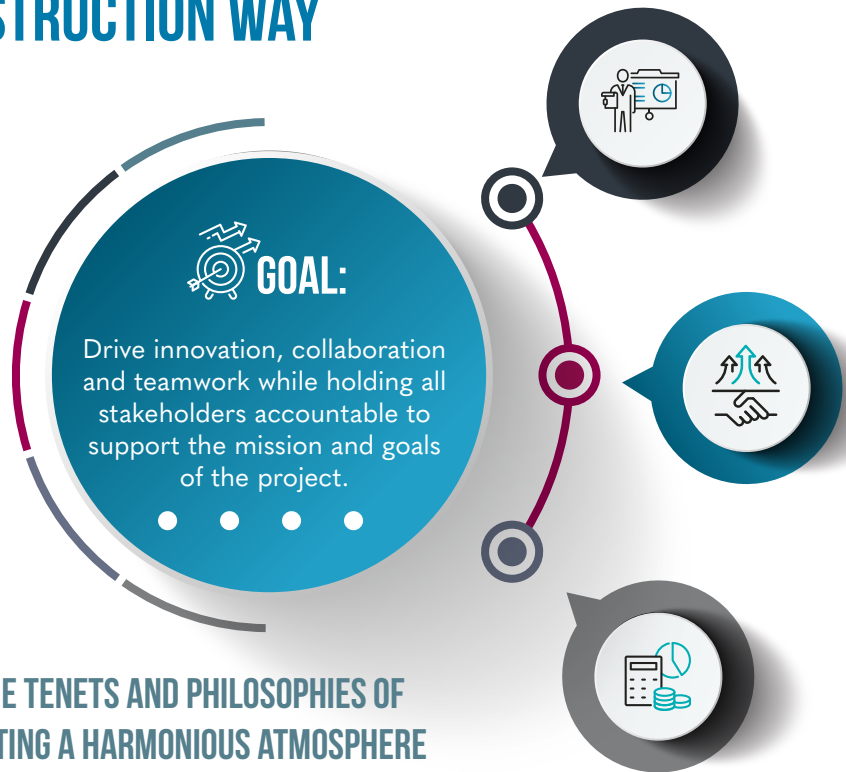 STRUCTION WAY
GOAL:
Drive innovation, collaboration
and teamwork while holding all
stakeholders accountable to
support the mission and goals
of the project.
E TENETS AND PHILOSOPHIES OF
TING A HARMONIOUS ATMOSPHERE